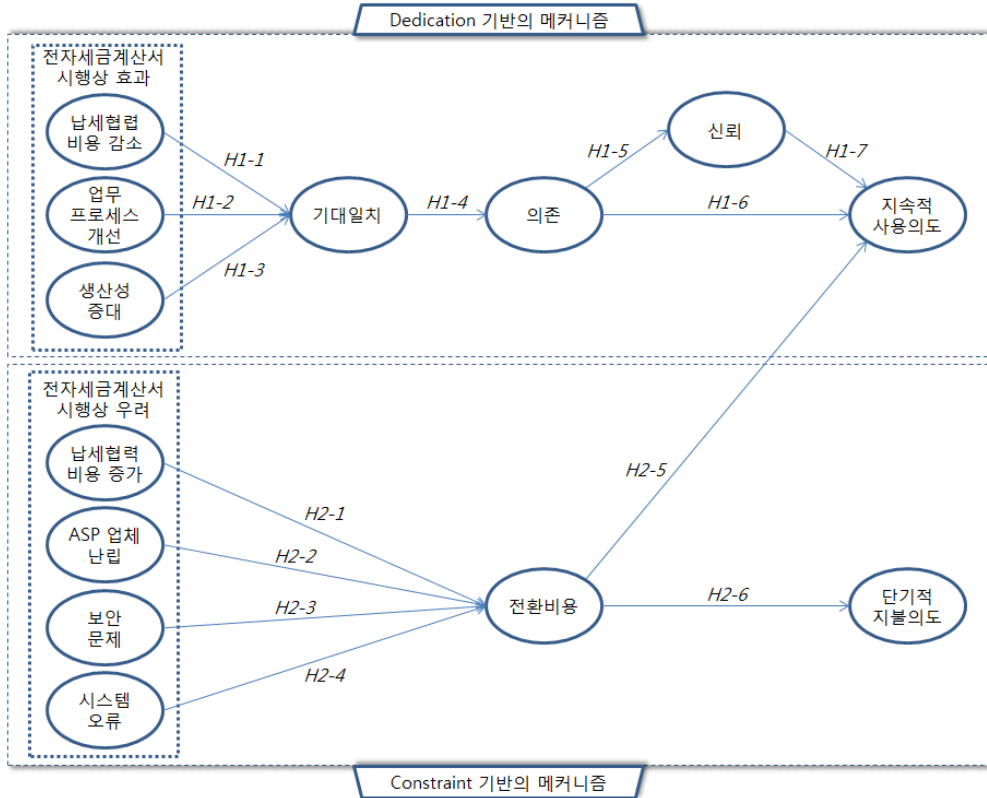 Dedication 기반의 메커니즘
전자세금계산서
시행상 효과
납세협렵
비용 감소
업무
프로세스
개선
생산성
증대
H1-1
H1-2
H1-3
기대일치
H1-4
의존
H1-5
신뢰
H1-6
H1-7
지속적
사용의도
전자세금계산서
시행상 우려
납세협력
비용 증가
ASP 업체
난립
보안
문제
시스템
오류
H2-1
H2-2
H2-3
H2-4
전환비용
H2-5
H2-6
단기적
지불의도
Constraint 기반의 메커니즘